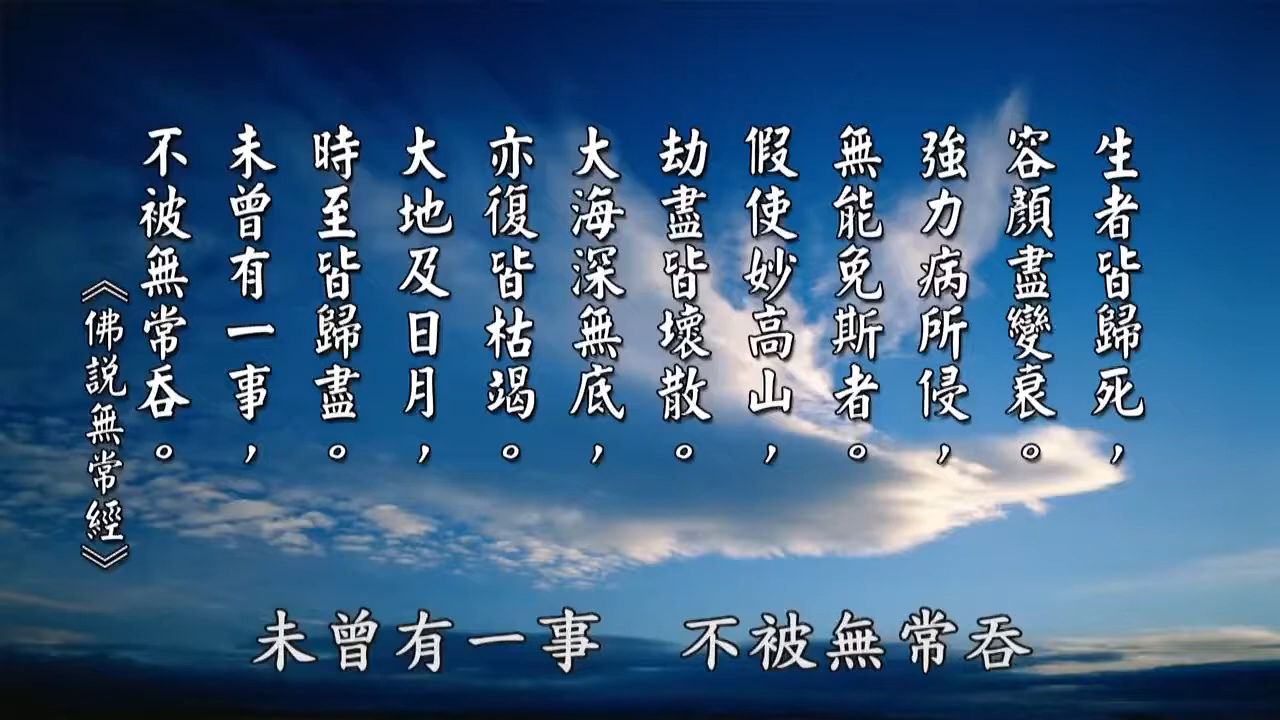 生者皆歸死，
容顏盡變衰。
強力病所侵，
無能免斯者。
假使妙高山，
劫盡皆壞散。
大海深無底，
亦復皆枯竭。
大地及日月，
時至皆歸盡。
未曾有一事，
不被無常吞。
《佛説無常經》
未曾有一事　不被無常吞